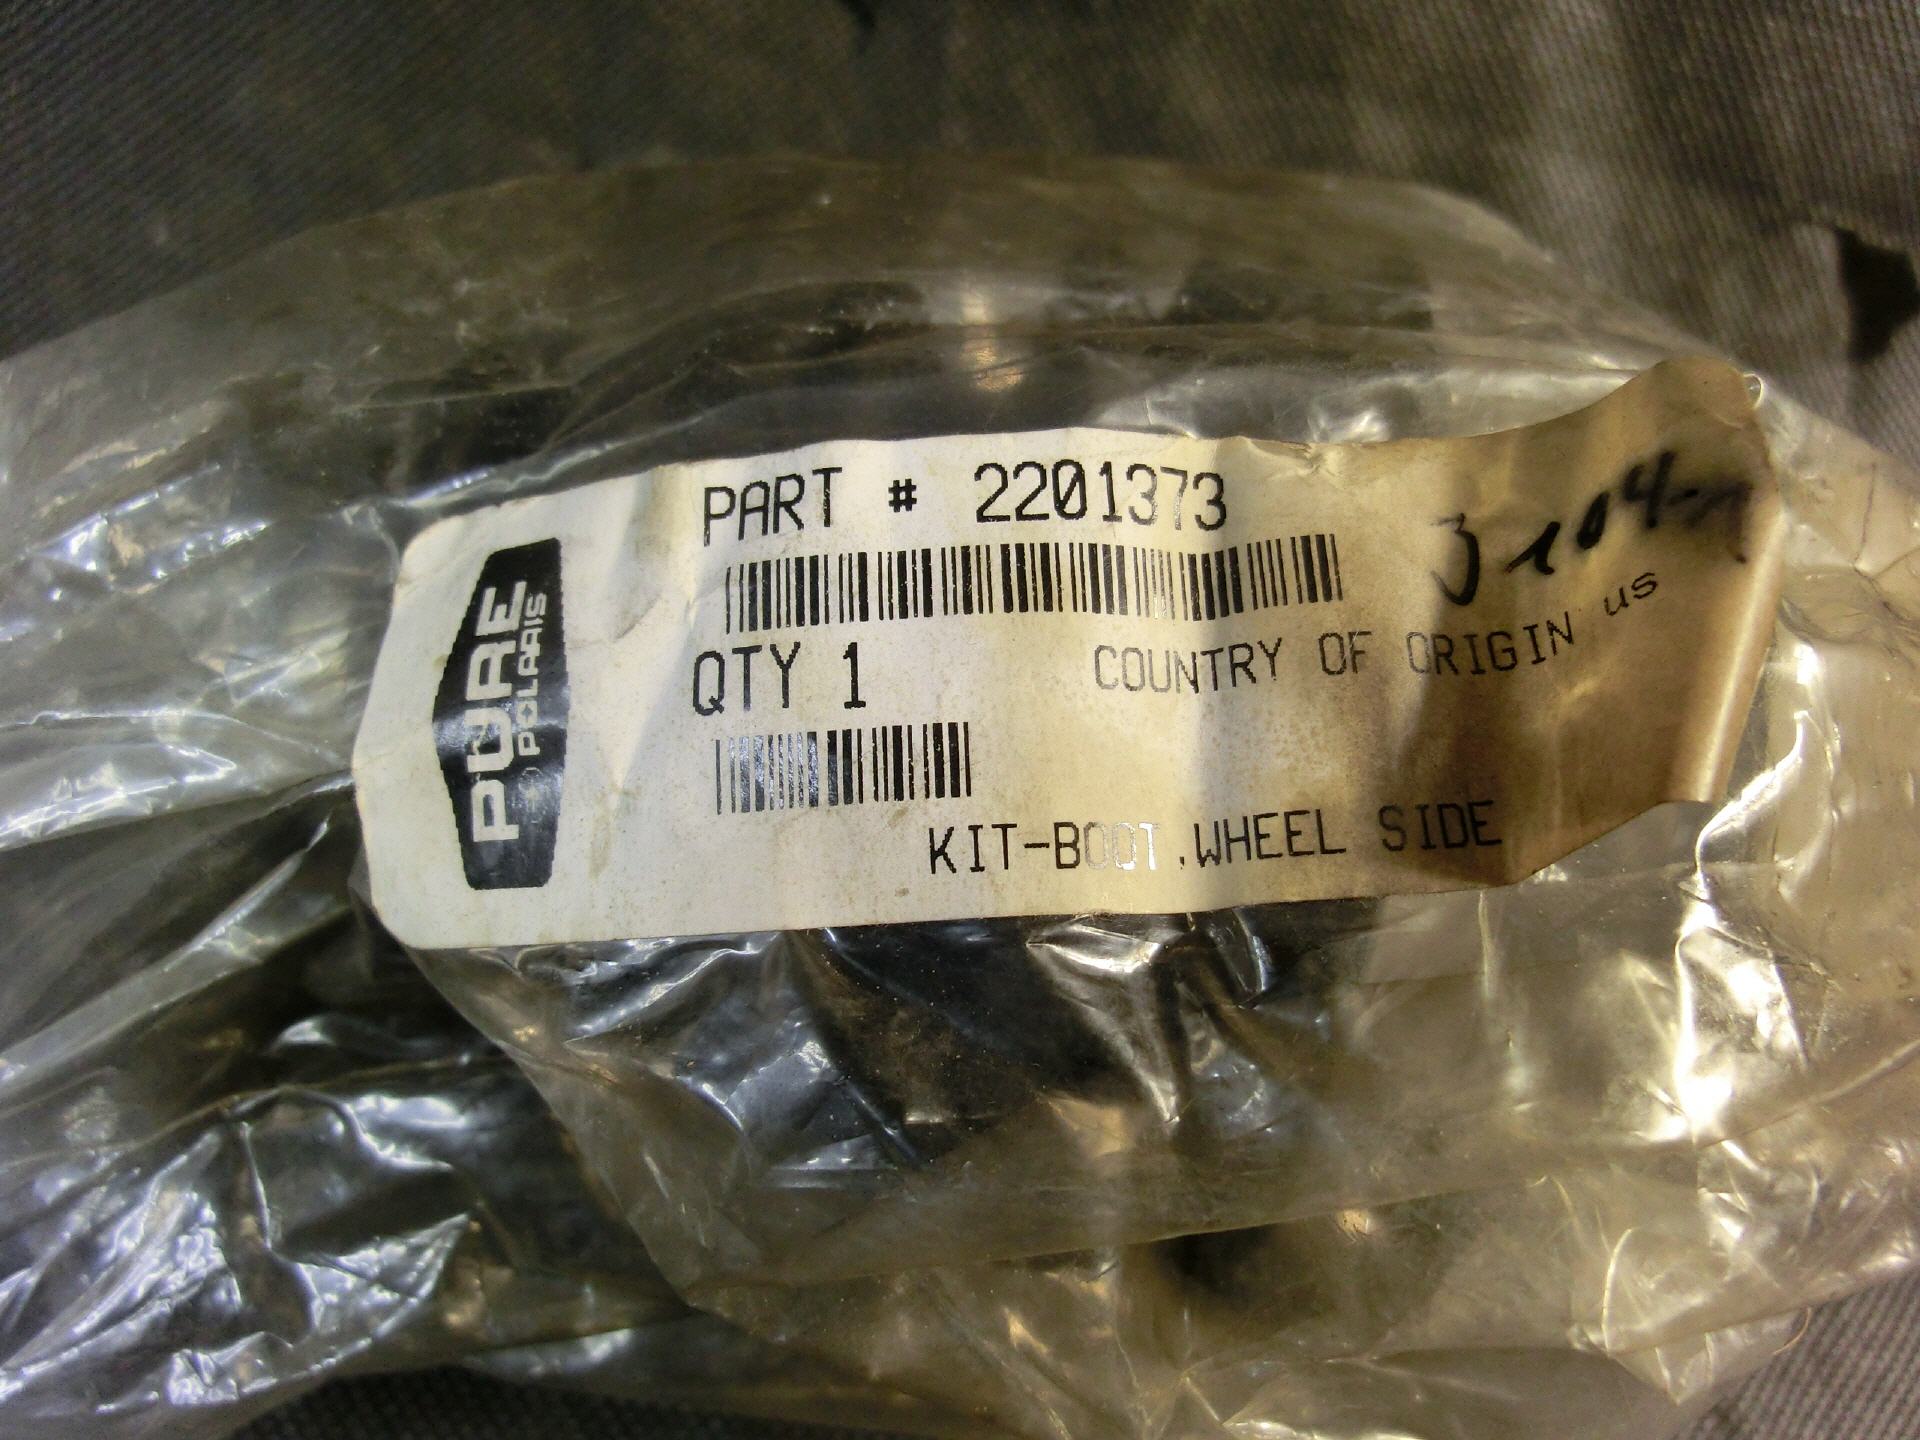 PART # 2201373
PURE
POLARIS
QTY 1
COUNTRY OF ORIGIN us
KIT-BOOT,WHEEL SIDE